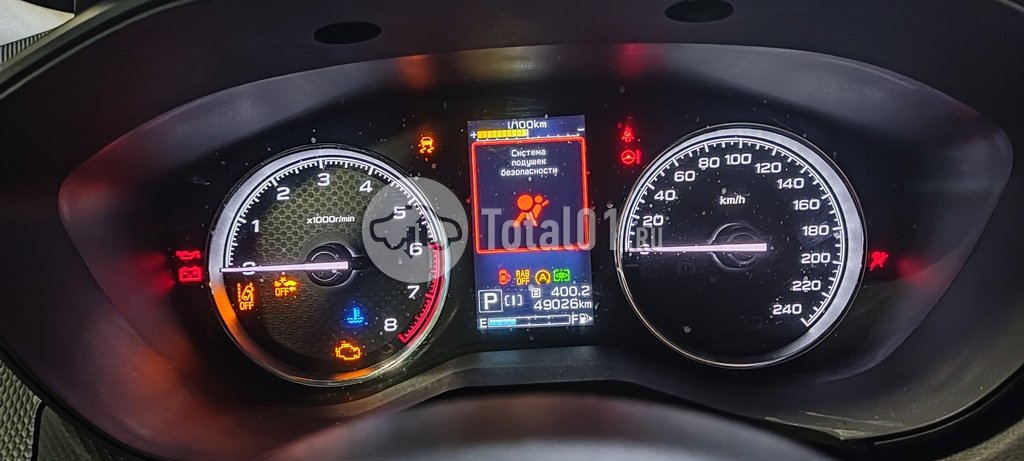 l/100km
+ -
Система
подушек
безопасности
Total01.RU
RAB
OFF
P
400.2
49026km
E F
0 1 2 3 4 5 6 7 8
x1000r/min
OFF
OFF
0 20 40 60 80 100 120 140 160 180 200 220 240
km/h